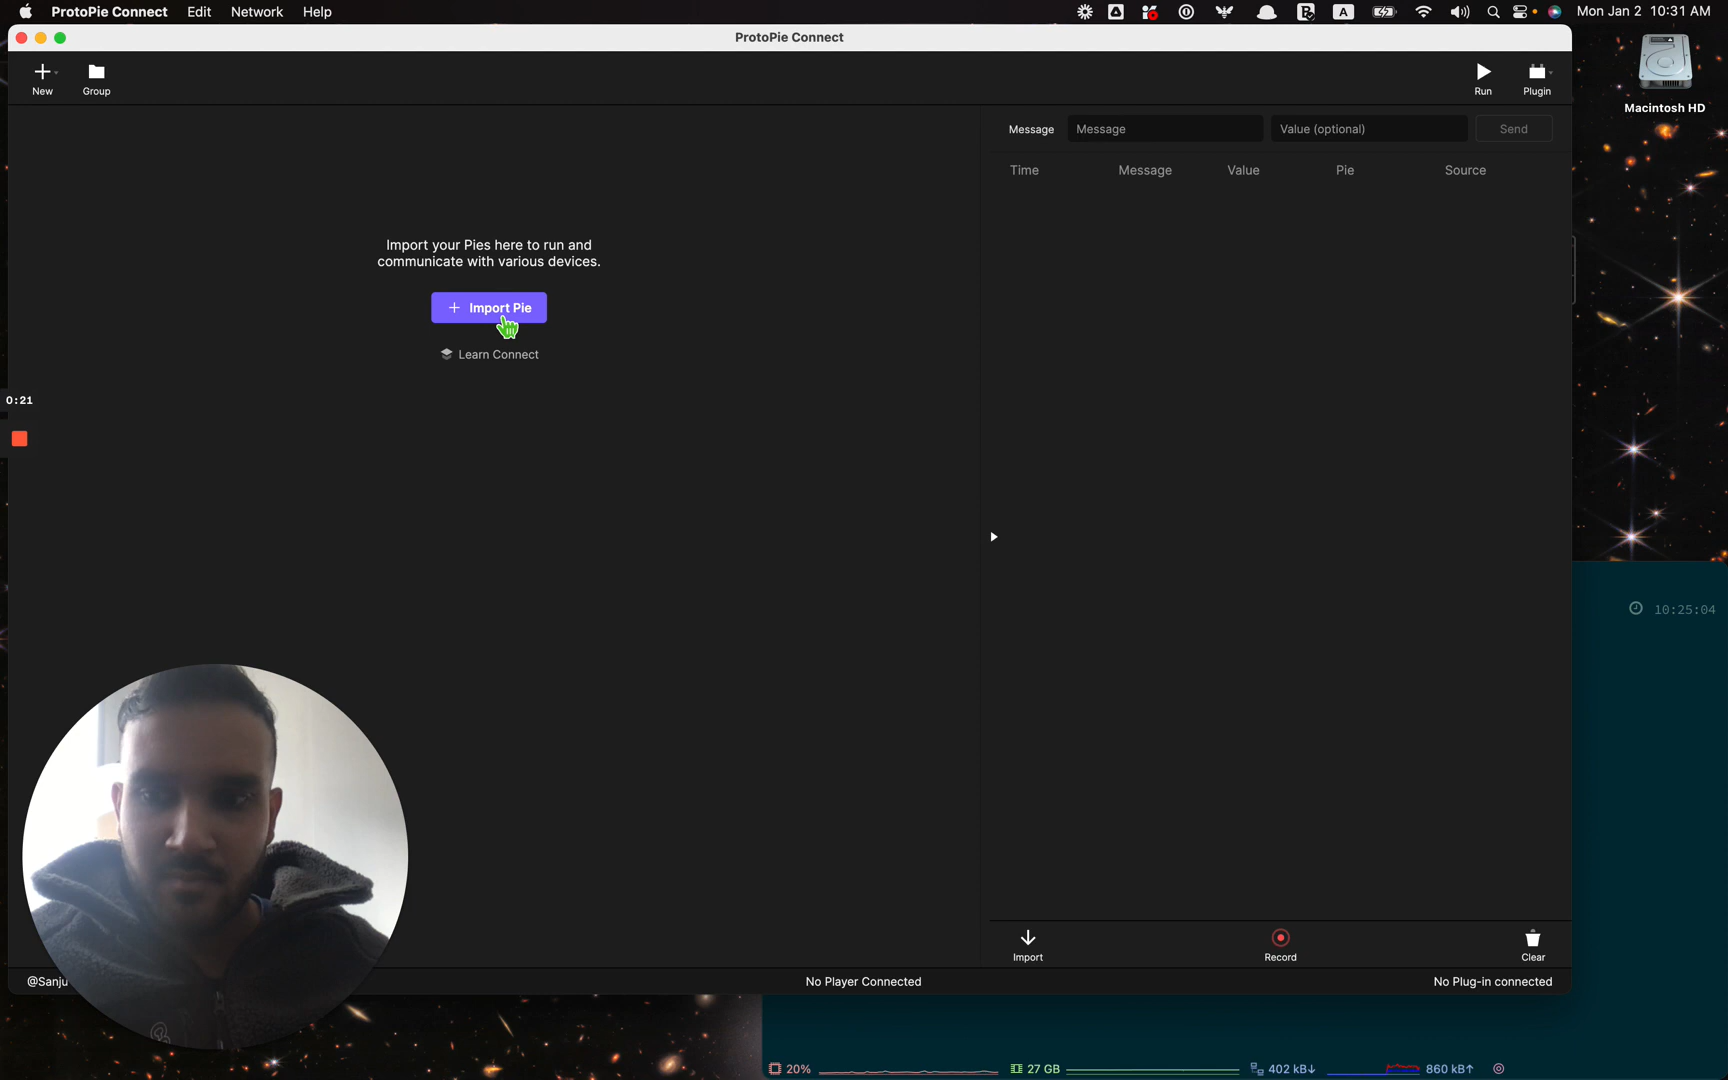 ProtoPie Connect Edit Network Help
A
Mon Jan 2 10:31 AM
ProtoPie Connect
New
Group
Run
Plugin
Macintosh HD
Message
Message
Value (optional)
Send
Time
Message
Value
Pie
Source
Import your Pies here to run and
communicate with various devices.
+ Import Pie
Learn Connect
0:21
10:25:04
Import
Record
Clear
@Sanju
No Player Connected
No Plug-in connected
20%
27 GB
402 kB↓
860 kB↑